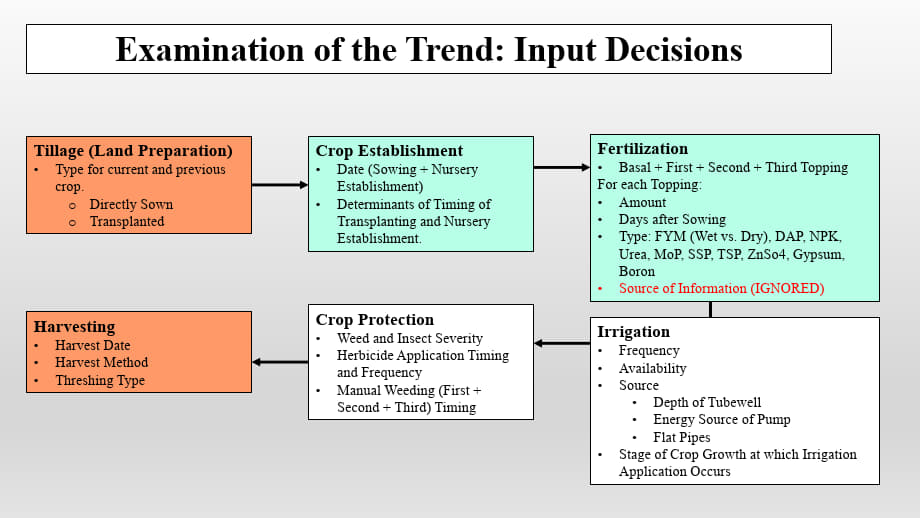 Examination of the Trend: Input Decisions
Tillage (Land Preparation)
• Type for current and previous
crop.
o Directly Sown
o Transplanted
Crop Establishment
• Date (Sowing + Nursery
Establishment)
• Determinants of Timing of
Transplanting and Nursery
Establishment.
Fertilization
• Basal + First + Second + Third Topping
For each Topping:
• Amount
• Days after Sowing
• Type: FYM (Wet vs. Dry), DAP, NPK,
Urea, MoP, SSP, TSP, ZnSo4, Gypsum,
Boron
• Source of Information (IGNORED)
Irrigation
• Frequency
• Availability
• Source
• Depth of Tubewell
• Energy Source of Pump
• Flat Pipes
• Stage of Crop Growth at which Irrigation
Application Occurs
Crop Protection
• Weed and Insect Severity
• Herbicide Application Timing
and Frequency
• Manual Weeding (First +
Second + Third) Timing
Harvesting
• Harvest Date
• Harvest Method
• Threshing Type